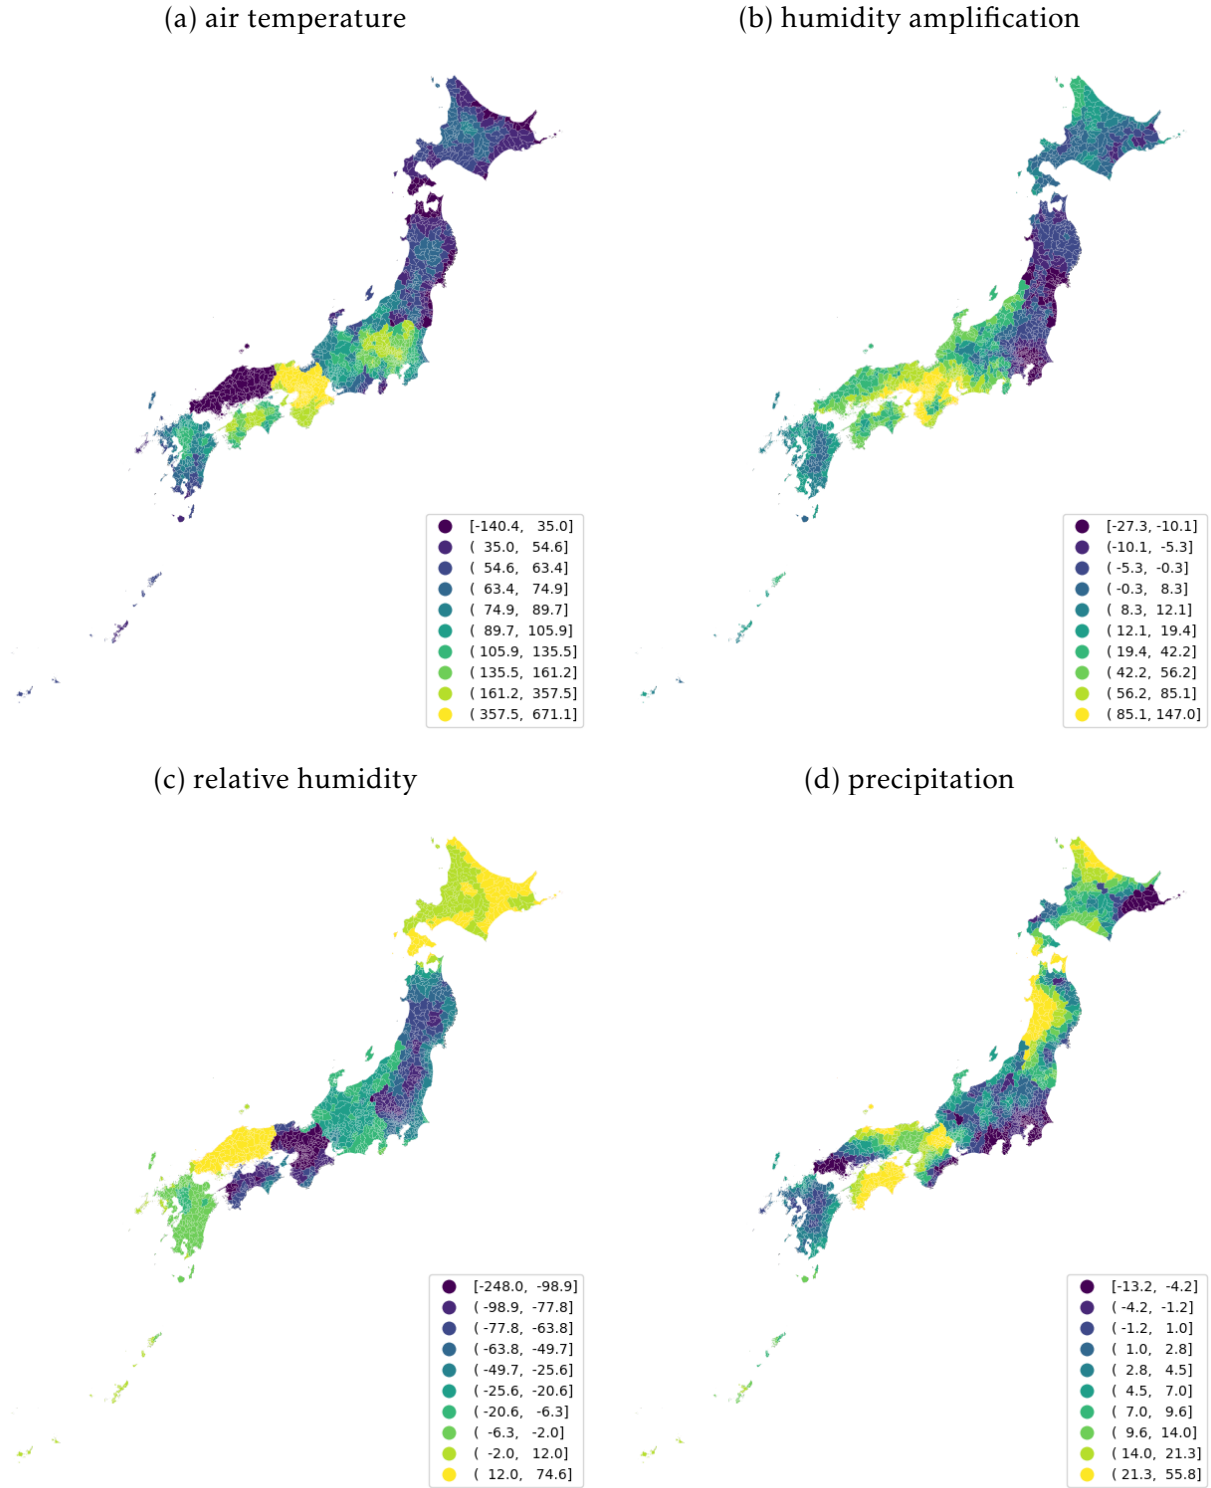 (a) air temperature
(b) humidity amplification
[-140.4, 35.0]
( 35.0, 54.6]
( 54.6, 63.4]
( 63.4, 74.9]
( 74.9, 89.7]
( 89.7, 105.9]
(105.9, 135.5]
(135.5, 161.2]
(161.2, 357.5]
(357.5, 671.1]
[-27.3, -10.1]
(-10.1, -5.3]
( -5.3, -0.3]
( -0.3, 8.3]
( 8.3, 12.1]
( 12.1, 19.4]
( 19.4, 42.2]
( 42.2, 56.2]
( 56.2, 85.1]
( 85.1, 147.0]
(c) relative humidity
(d) precipitation
[-248.0, -98.9]
( -98.9, -77.8]
( -77.8, -63.8]
( -63.8, -49.7]
( -49.7, -25.6]
( -25.6, -20.6]
( -20.6, -6.3]
( -6.3, -2.0]
( -2.0, 12.0]
( 12.0, 74.6]
[-13.2, -4.2]
( -4.2, -1.2]
( -1.2, 1.0]
( 1.0, 2.8]
( 2.8, 4.5]
( 4.5, 7.0]
( 7.0, 9.6]
( 9.6, 14.0]
( 14.0, 21.3]
( 21.3, 55.8]